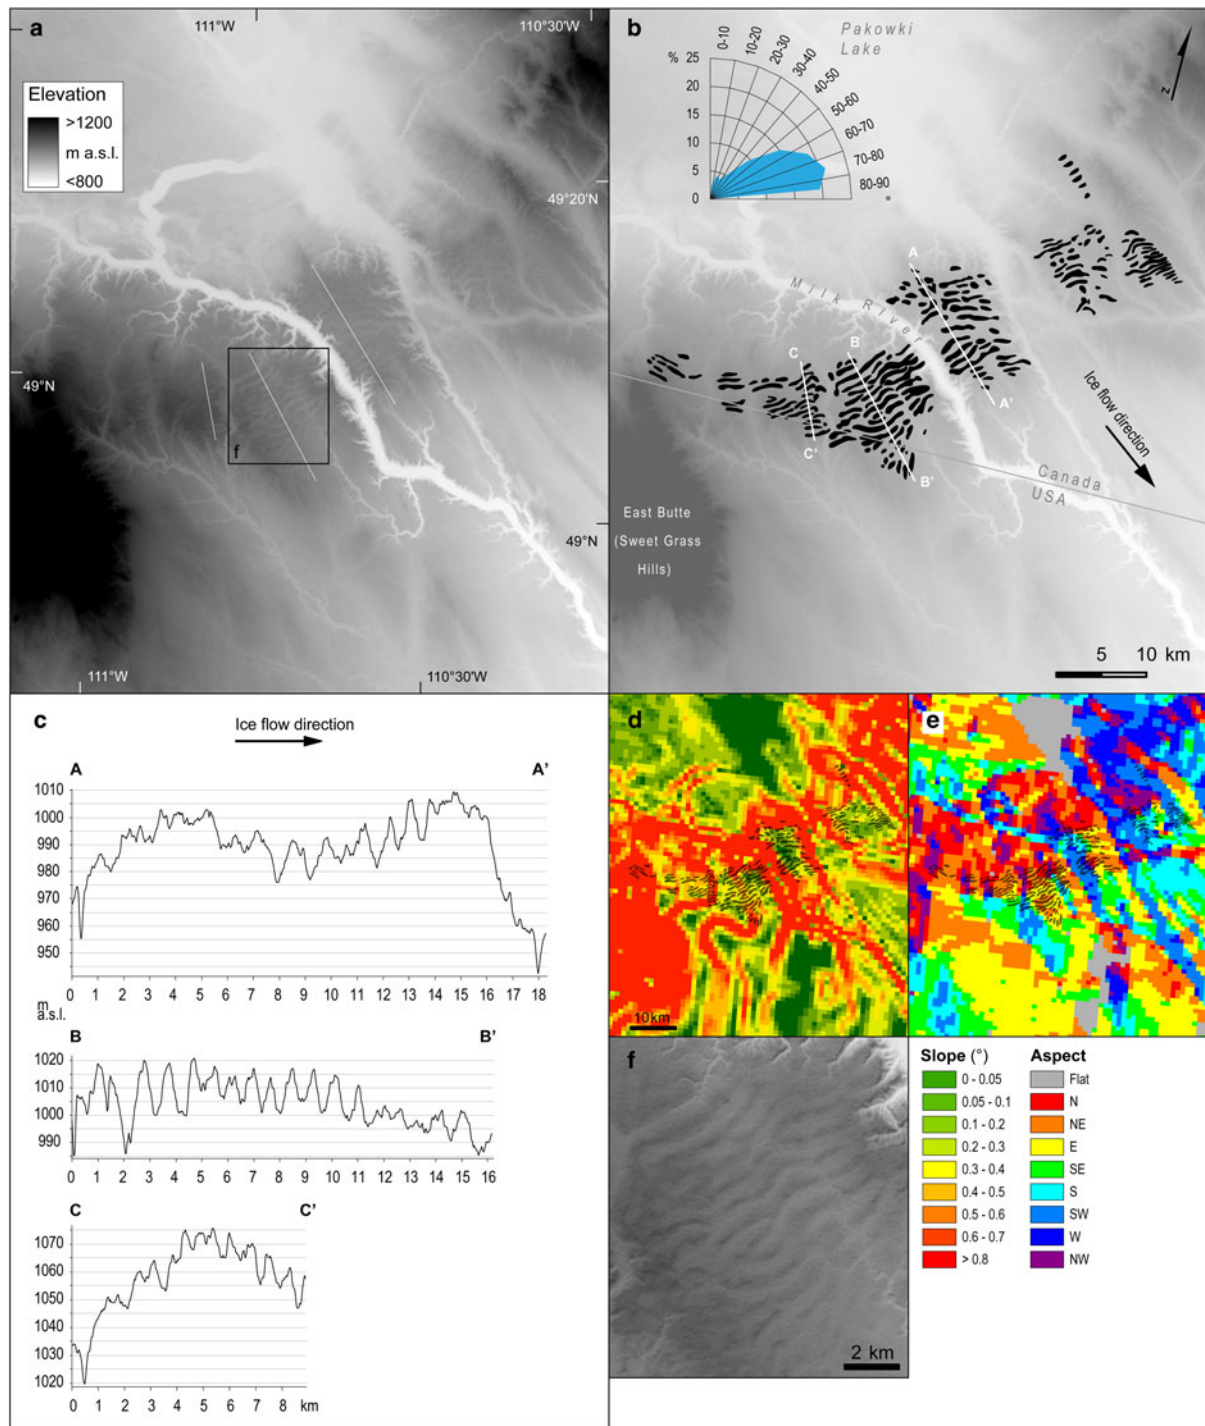 a
111°W
110°30'W
Elevation
>1200
m a.s.l.
<800
49°20'N
49°N
f
49°N
111°W
110°30'W
b
Pakowki
Lake
%
25
20
15
10
5
0
0-10
10-20
20-30
30-40
40-50
50-60
60-70
70-80
80-90
°
z
A
Milk River
C
B
A'
C'
B'
Ice flow direction
Canada
USA
East Butte
(Sweet Grass
Hills)
5 10 km
c
Ice flow direction
A A'
1010
1000
990
980
970
960
950
0 1 2 3 4 5 6 7 8 9 10 11 12 13 14 15 16 17 18
m
a.s.l.
B B'
1020
1010
1000
990
0 1 2 3 4 5 6 7 8 9 10 11 12 13 14 15 16
C C'
1070
1060
1050
1040
1030
1020
0 1 2 3 4 5 6 7 8 km
d
10km
e
f
2 km
Slope (°)
0 - 0.05
0.05 - 0.1
0.1 - 0.2
0.2 - 0.3
0.3 - 0.4
0.4 - 0.5
0.5 - 0.6
0.6 - 0.7
> 0.8
Aspect
Flat
N
NE
E
SE
S
SW
W
NW